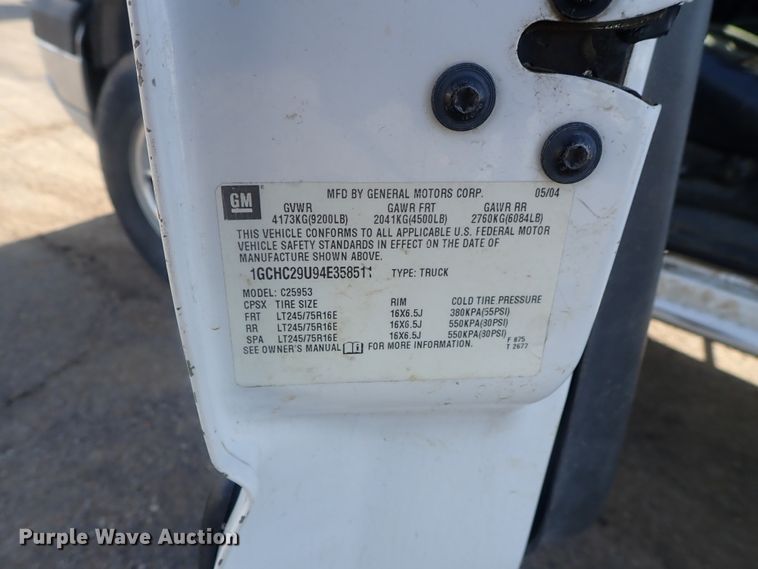 GM
MFD BY GENERAL MOTORS CORP. 05/04
GVWR GAWR FRT GAWR RR
4173KG(9200LB) 2041KG(4500LB) 2760KG(6084LB)
THIS VEHICLE CONFORMS TO ALL APPLICABLE U.S. FEDERAL MOTOR
VEHICLE SAFETY STANDARDS IN EFFECT ON THE DATE OF
MANUFACTURE SHOWN ABOVE.
1GCHC29U94E358511 TYPE: TRUCK
MODEL: C25953
CPSX TIRE SIZE RIM COLD TIRE PRESSURE
FRT LT245/75R16E 16X6.5J 380KPA(55PSI)
RR LT245/75R16E 16X6.5J 550KPA(80PSI)
SPA LT245/75R16E 16X6.5J 550KPA(80PSI)
SEE OWNER'S MANUAL FOR MORE INFORMATION.
F 875
T 2677
Purple Wave Auction